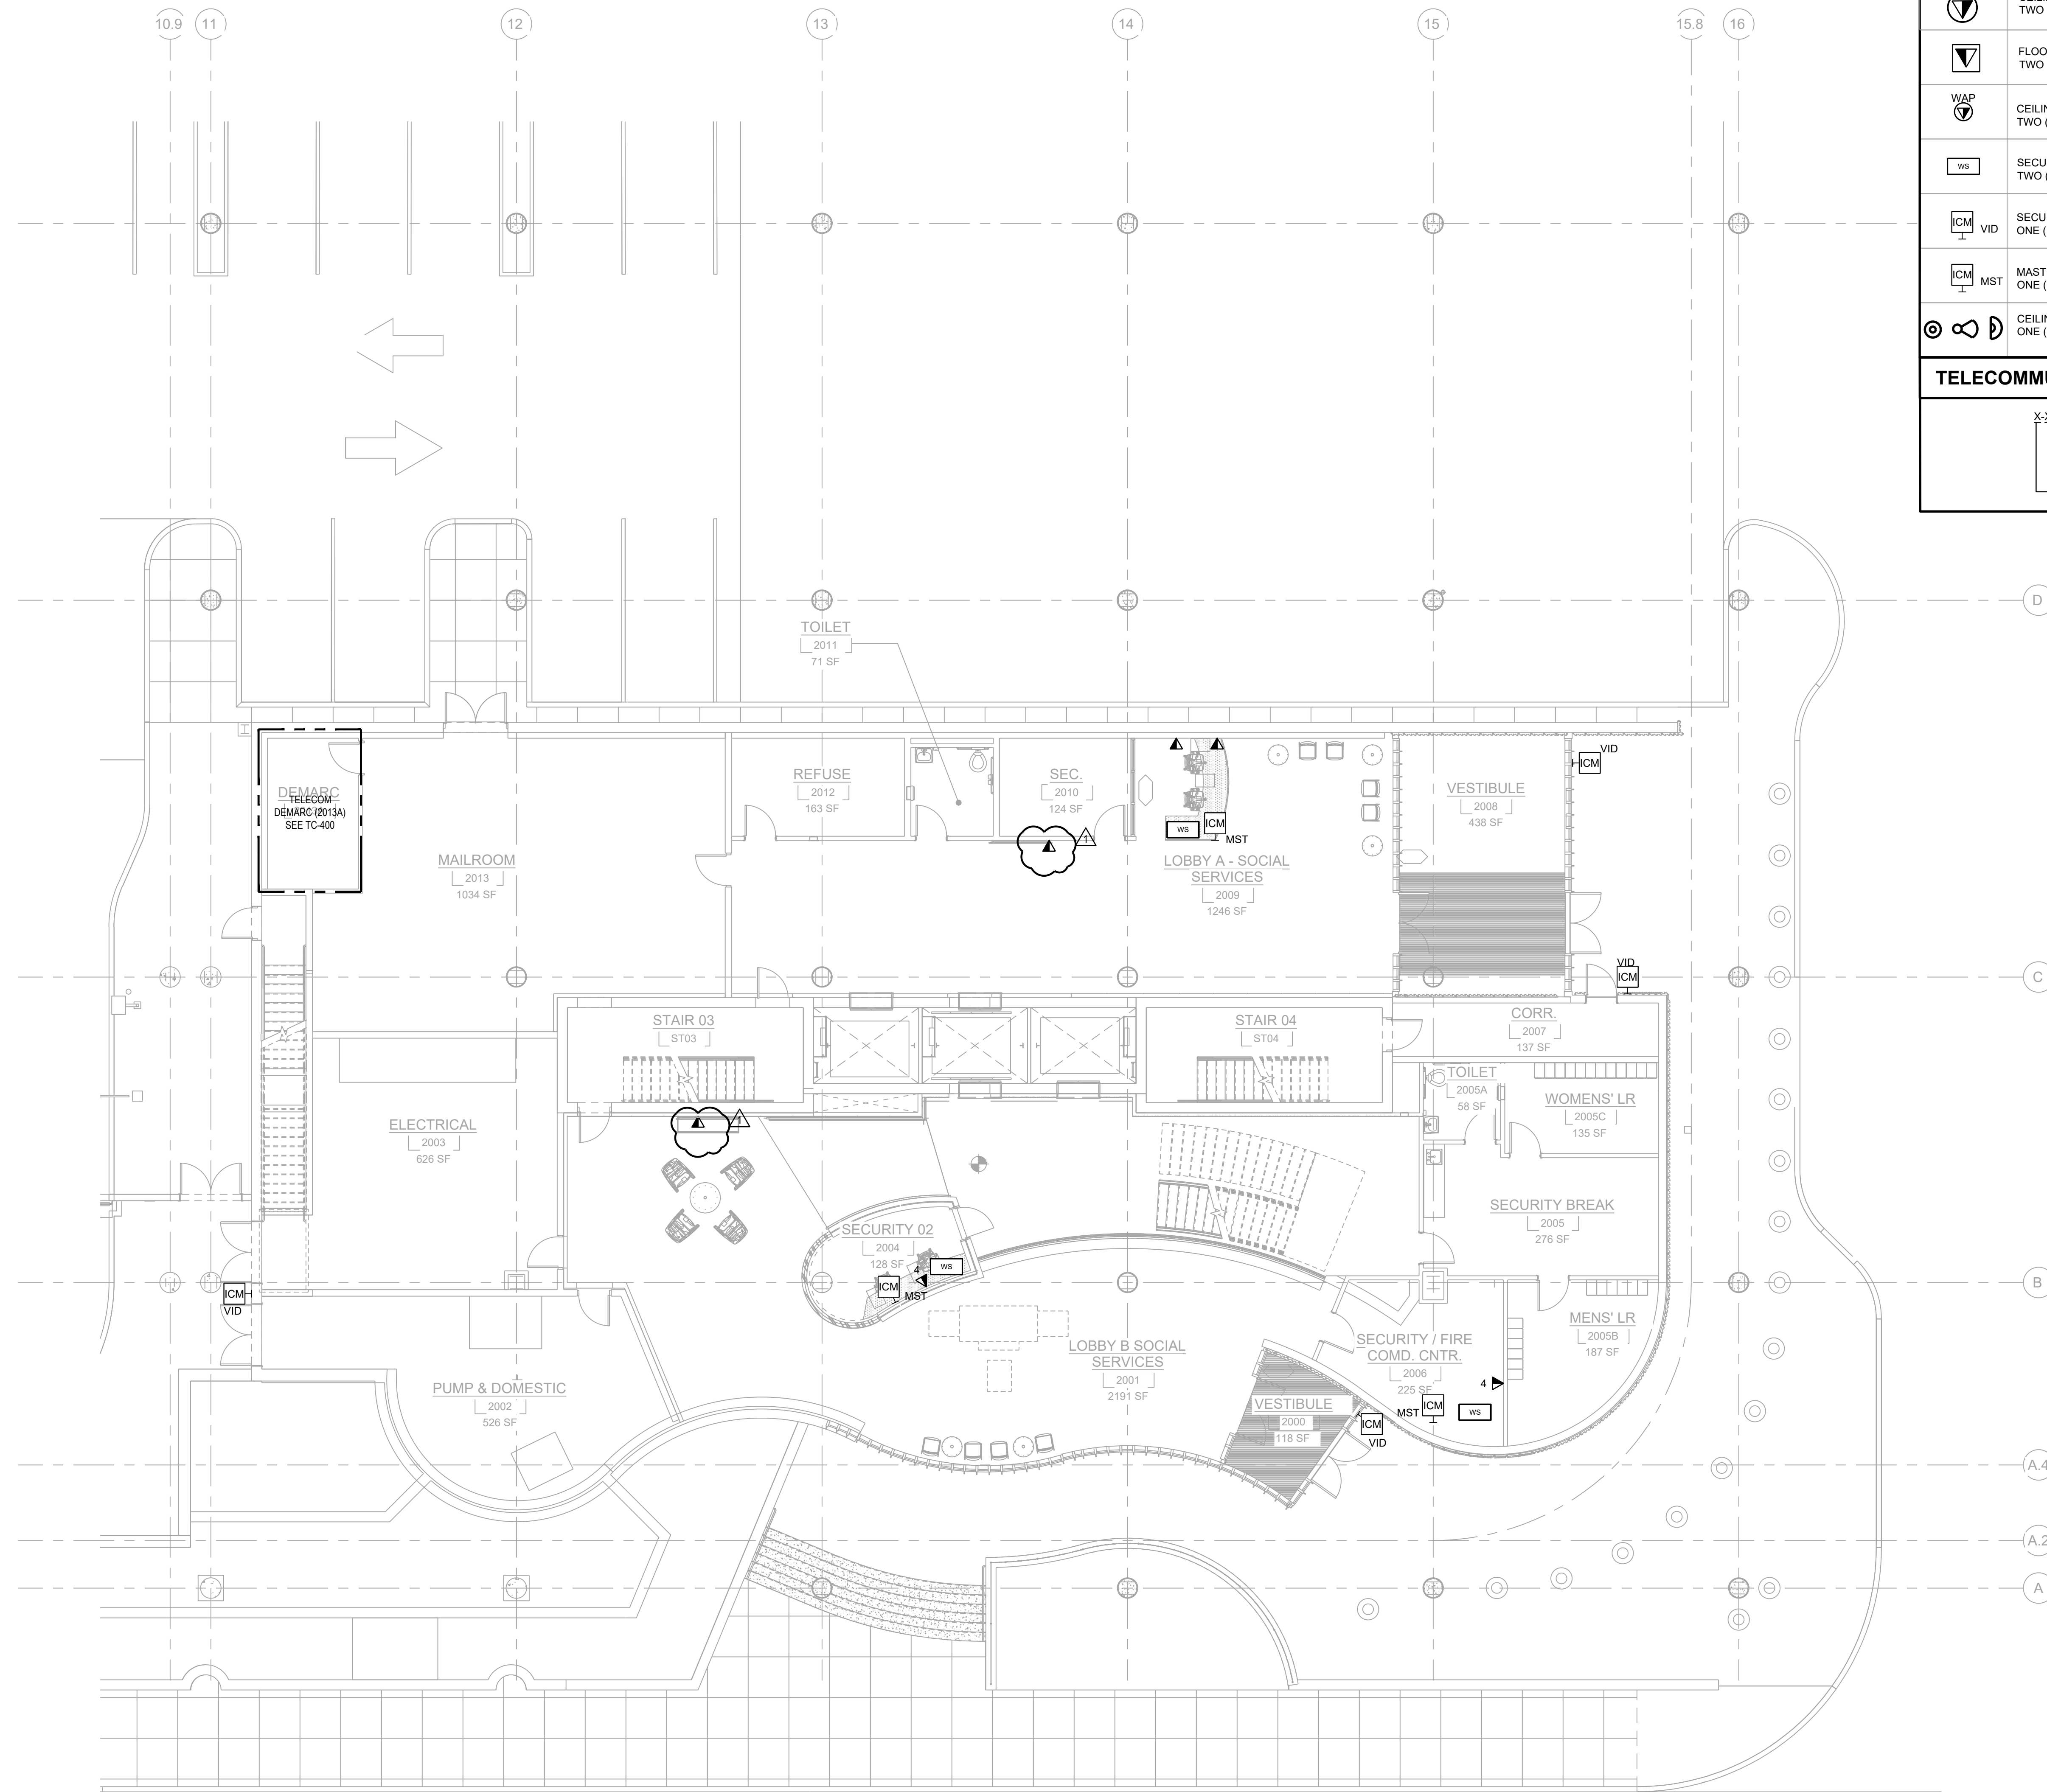 10.9
11
12
13
14
15
15.8
16
TWO
FLOO
TWO
WAP
CEILIN
TWO (
WS
SECU
TWO (
ICM
VID
SECU
ONE (
ICM
MST
MAST
ONE (
CEILIN
ONE (
TELECOMMU
X-X
D
TOILET
2011
71 SF
DEMARC
TELECOM
DEMARC (2013A)
SEE TC-400
MAILROOM
2013
1034 SF
REFUSE
2012
163 SF
SEC.
2010
124 SF
1
WS
ICM
MST
LOBBY A - SOCIAL
SERVICES
2009
1246 SF
VESTIBULE
2008
438 SF
VID
ICM
VID
ICM
C
STAIR 03
ST03
STAIR 04
ST04
CORR.
2007
137 SF
TOILET
2005A
58 SF
WOMENS' LR
2005C
135 SF
ELECTRICAL
2003
626 SF
1
SECURITY 02
2004
128 SF
4
WS
ICM
MST
SECURITY BREAK
2005
276 SF
B
ICM
VID
MENS' LR
2005B
187 SF
LOBBY B SOCIAL
SERVICES
2001
2191 SF
SECURITY / FIRE
COMD. CNTR.
2006
225 SF
4
PUMP & DOMESTIC
2002
526 SF
VESTIBULE
2000
118 SF
ICM
VID
MST
ICM
WS
A.4
A.2
A